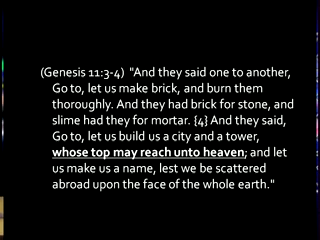 (Genesis 11:3-4)  "And they said one to another,
Go to, let us make brick, and burn them
thoroughly. And they had brick for stone, and
slime had they for mortar. {4} And they said,
Go to, let us build us a city and a tower,
whose top may reach unto heaven; and let
us make us a name, lest we be scattered
abroad upon the face of the whole earth."